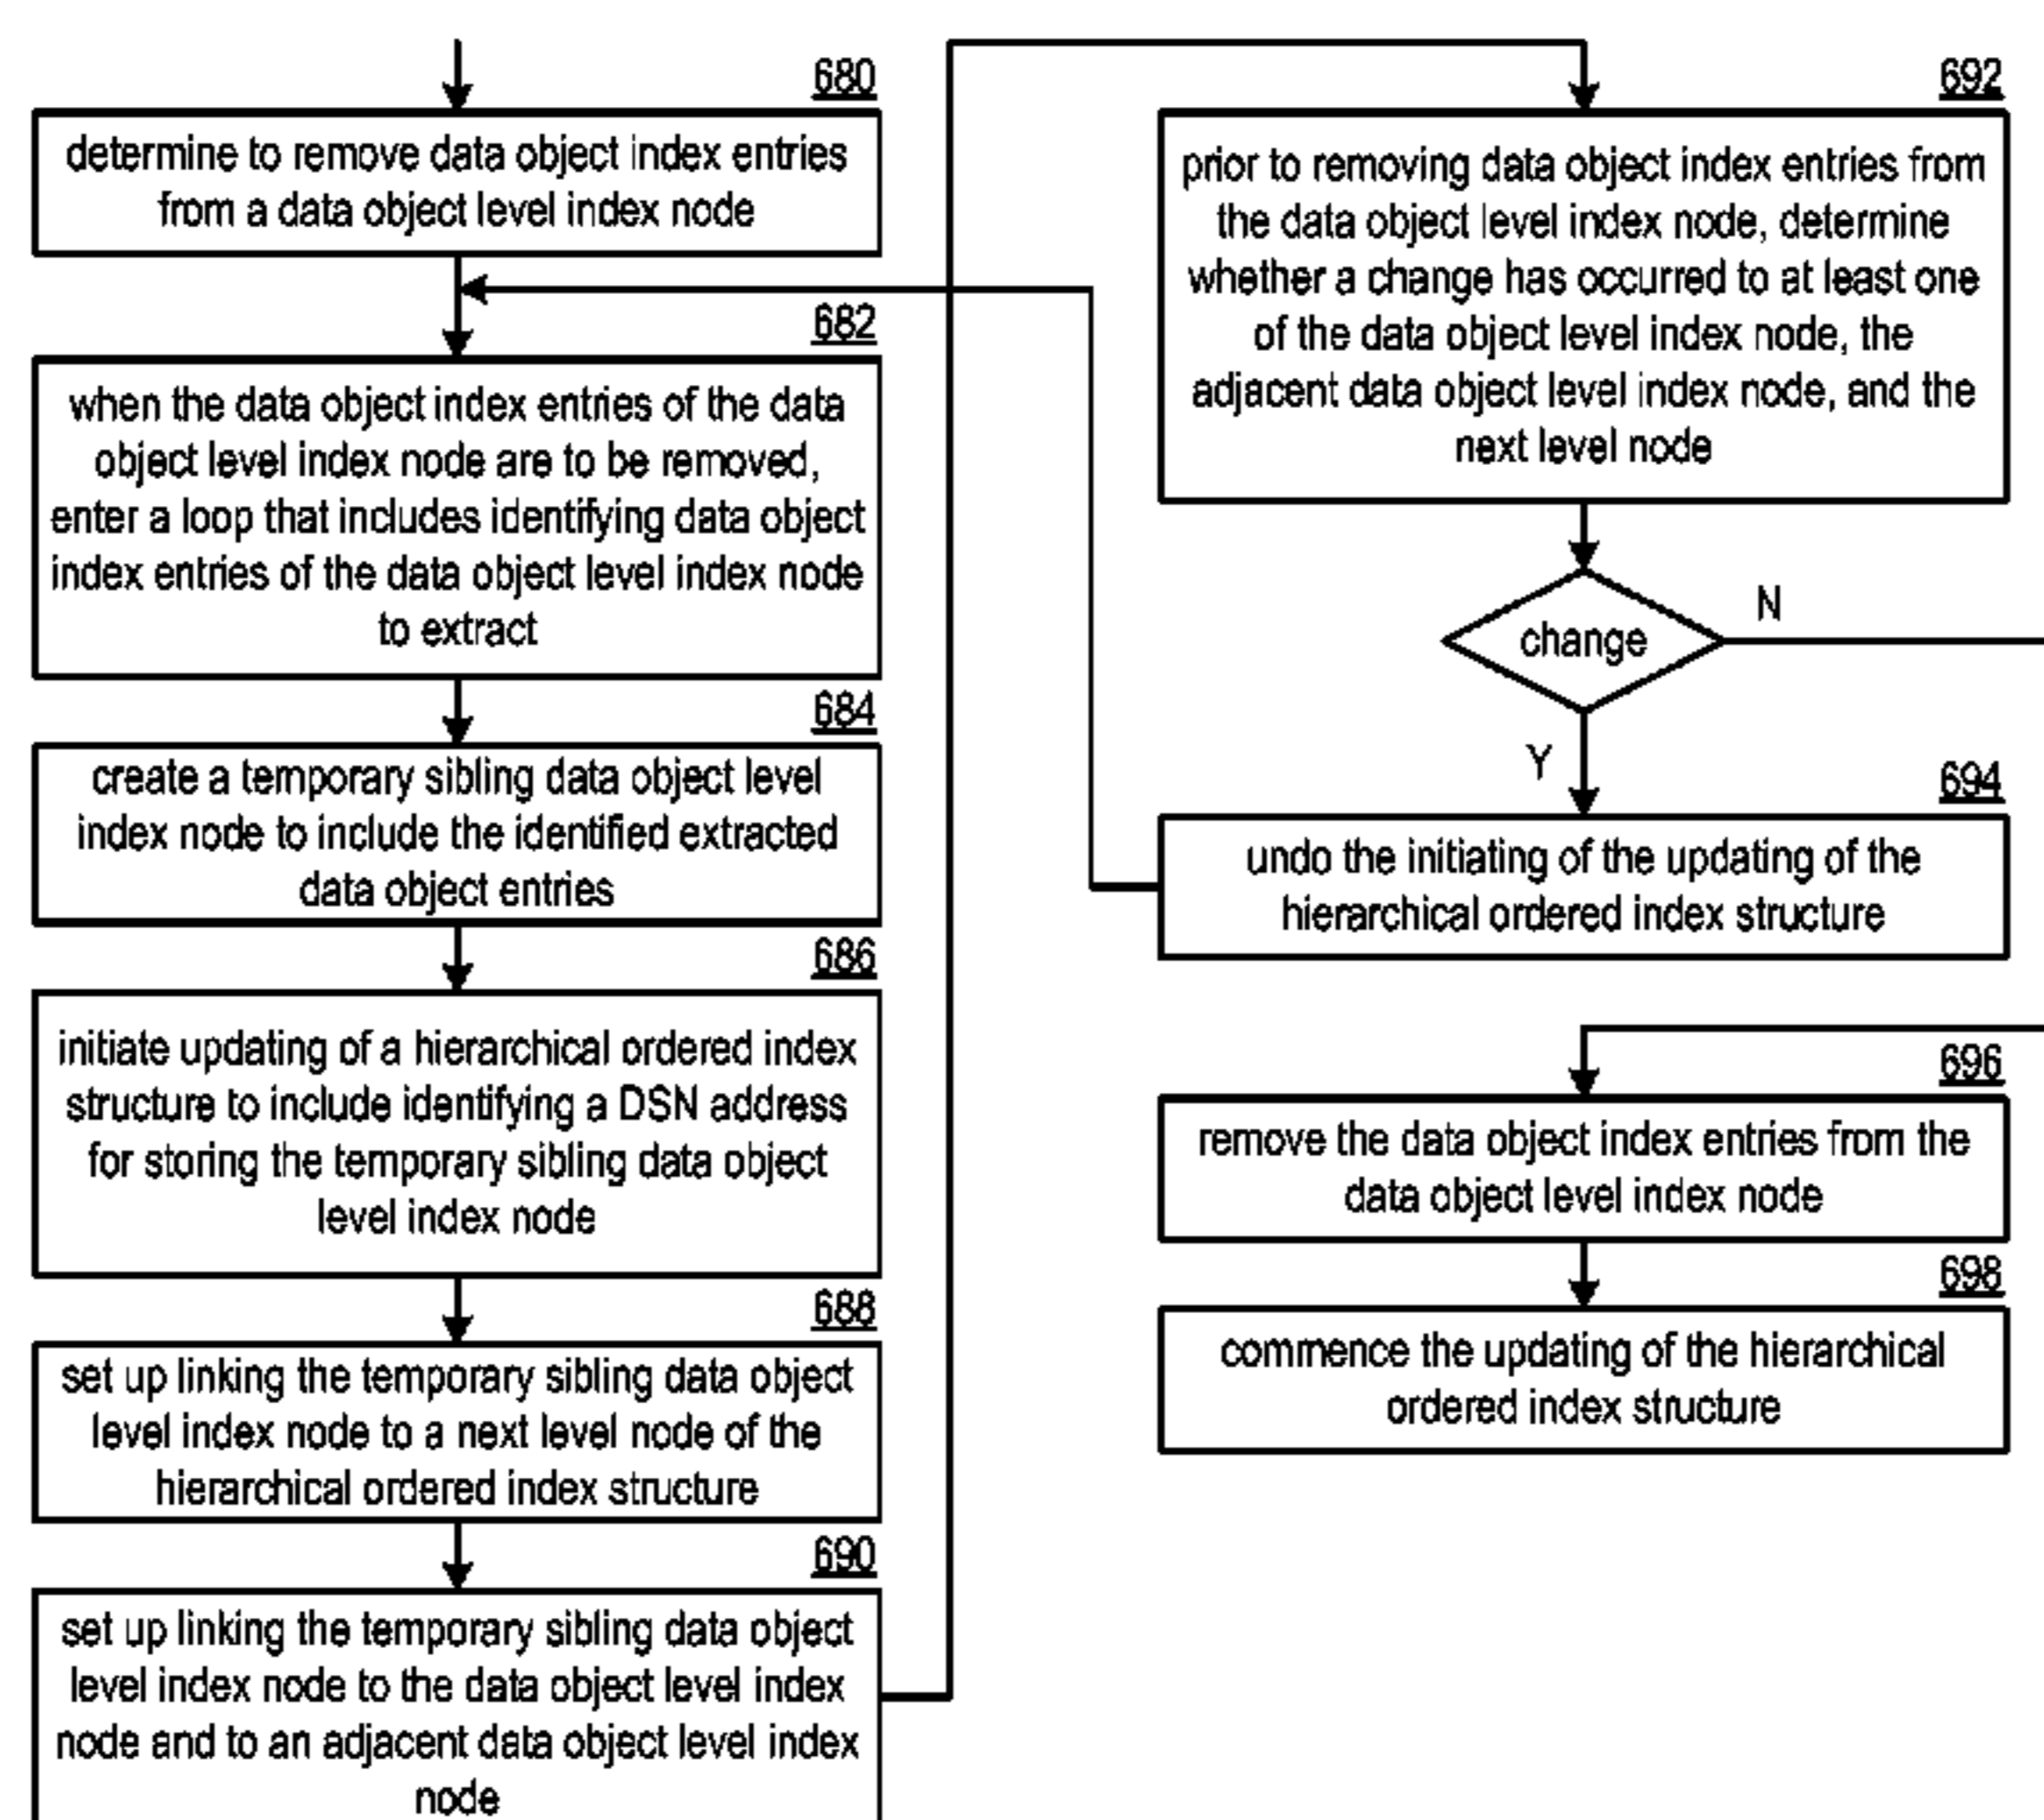 680
determine to remove data object index entries
from a data object level index node
682
when the data object index entries of the data
object level index node are to be removed,
enter a loop that includes identifying data object
index entries of the data object level index node
to extract
684
create a temporary sibling data object level
index node to include the identified extracted
data object entries
686
initiate updating of a hierarchical ordered index
structure to include identifying a DSN address
for storing the temporary sibling data object
level index node
688
set up linking the temporary sibling data object
level index node to a next level node of the
hierarchical ordered index structure
690
set up linking the temporary sibling data object
level index node to the data object level index
node and to an adjacent data object level index
node
692
prior to removing data object index entries from
the data object level index node, determine
whether a change has occurred to at least one
of the data object level index node, the
adjacent data object level index node, and the
next level node
change
N
Y
694
undo the initiating of the updating of the
hierarchical ordered index structure
696
remove the data object index entries from the
data object level index node
698
commence the updating of the hierarchical
ordered index structure